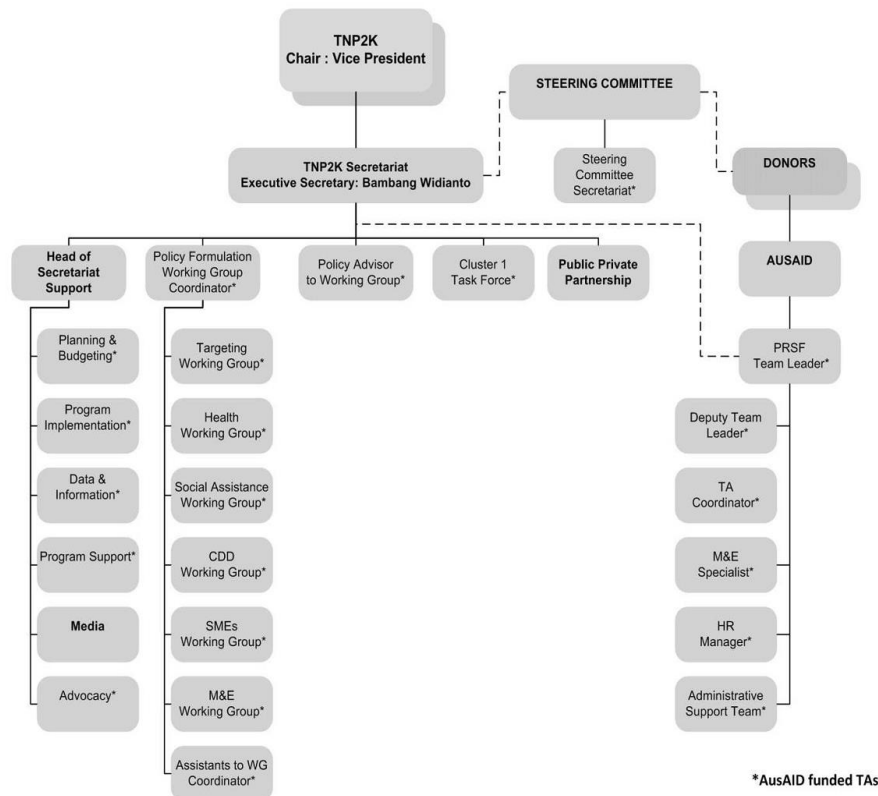 TNP2K
Chair : Vice President
STEERING COMMITTEE
TNP2K Secretariat
Executive Secretary: Bambang Widianto
Steering
Committee
Secretariat*
DONORS
Head of
Secretariat
Support
Policy Formulation
Working Group
Coordinator*
Policy Advisor
to Working Group*
Cluster 1
Task Force*
Public Private
Partnership
AUSAID
Planning &
Budgeting*
Program
Implementation*
Data &
Information*
Program Support*
Media
Advocacy*
Targeting
Working Group*
Health
Working Group*
Social Assistance
Working Group*
CDD
Working Group*
SMEs
Working Group*
M&E
Working Group*
Assistants to WG
Coordinator*
PRSF
Team Leader*
Deputy Team
Leader*
TA
Coordinator*
M&E
Specialist*
HR
Manager*
Administrative
Support Team*
*AusAID funded TAs